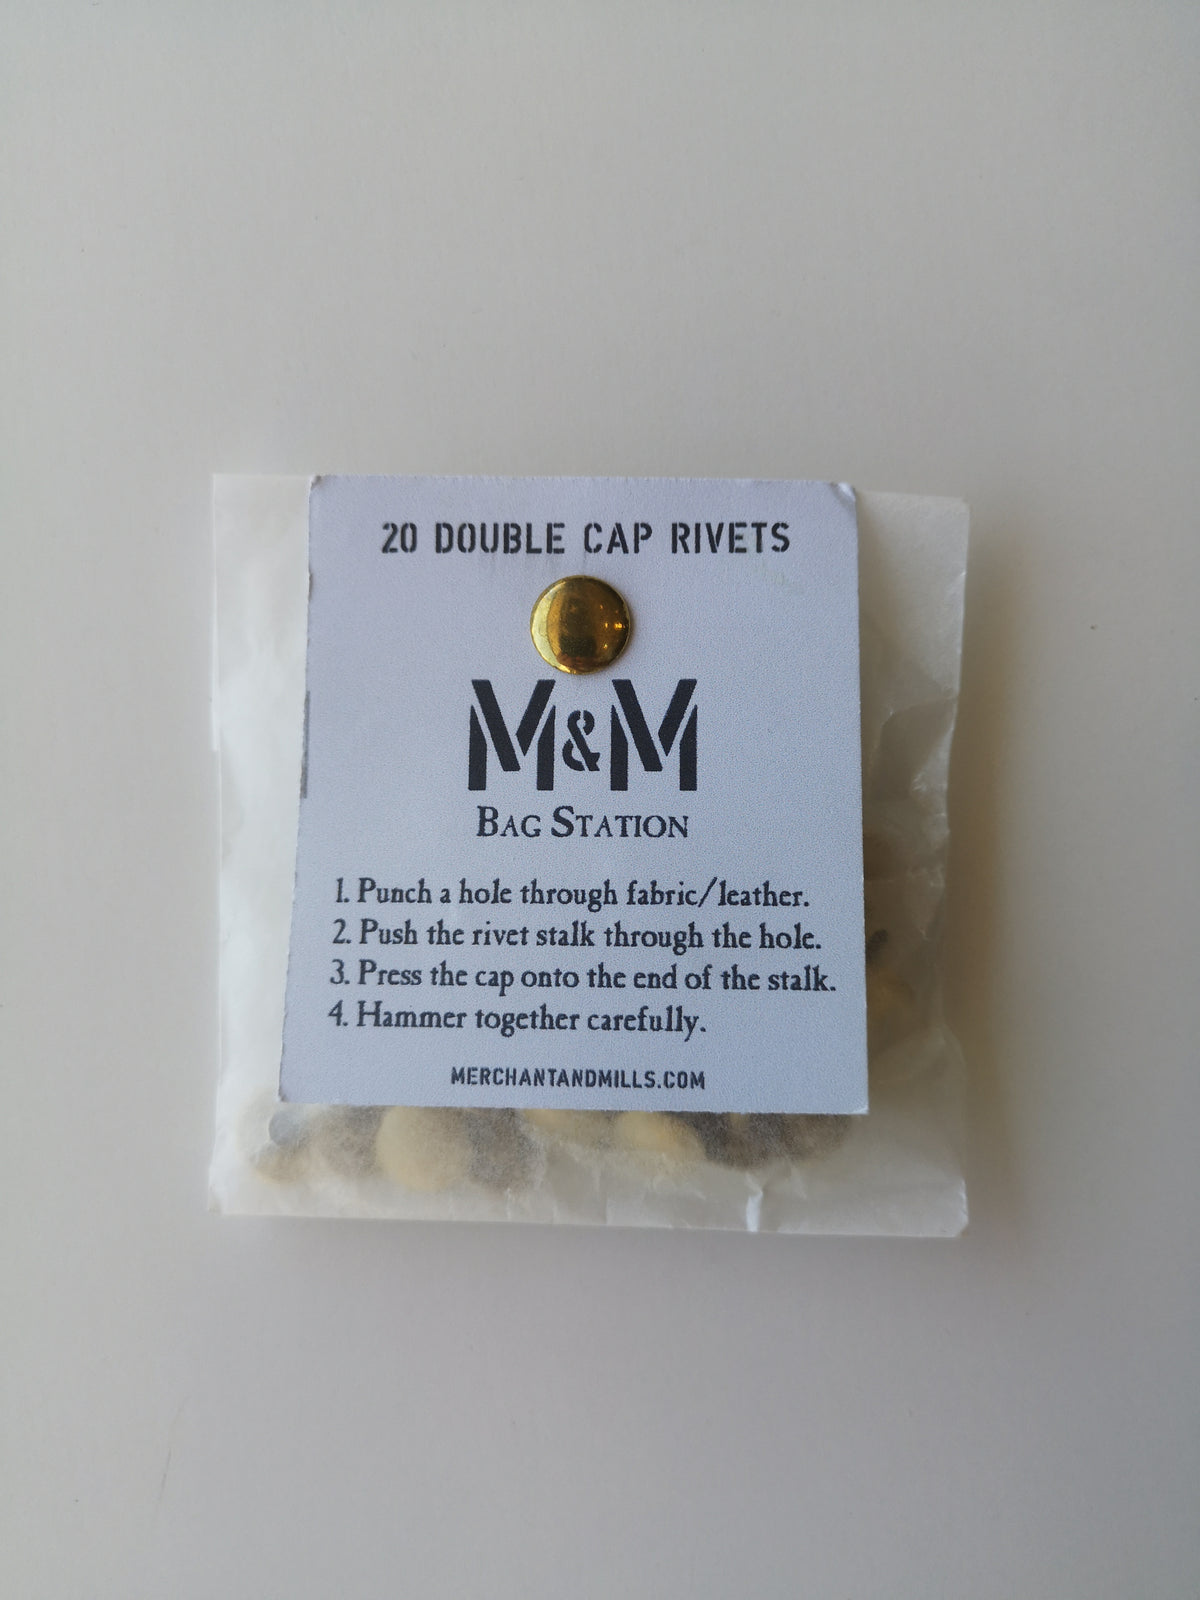 20 DOUBLE CAP RIVETS
M&M
BAG STATION
1. Punch a hole through fabric/leather.
2. Push the rivet stalk through the hole.
3. Press the cap onto the end of the stalk.
4. Hammer together carefully.
MERCHANTANDMILLS.COM